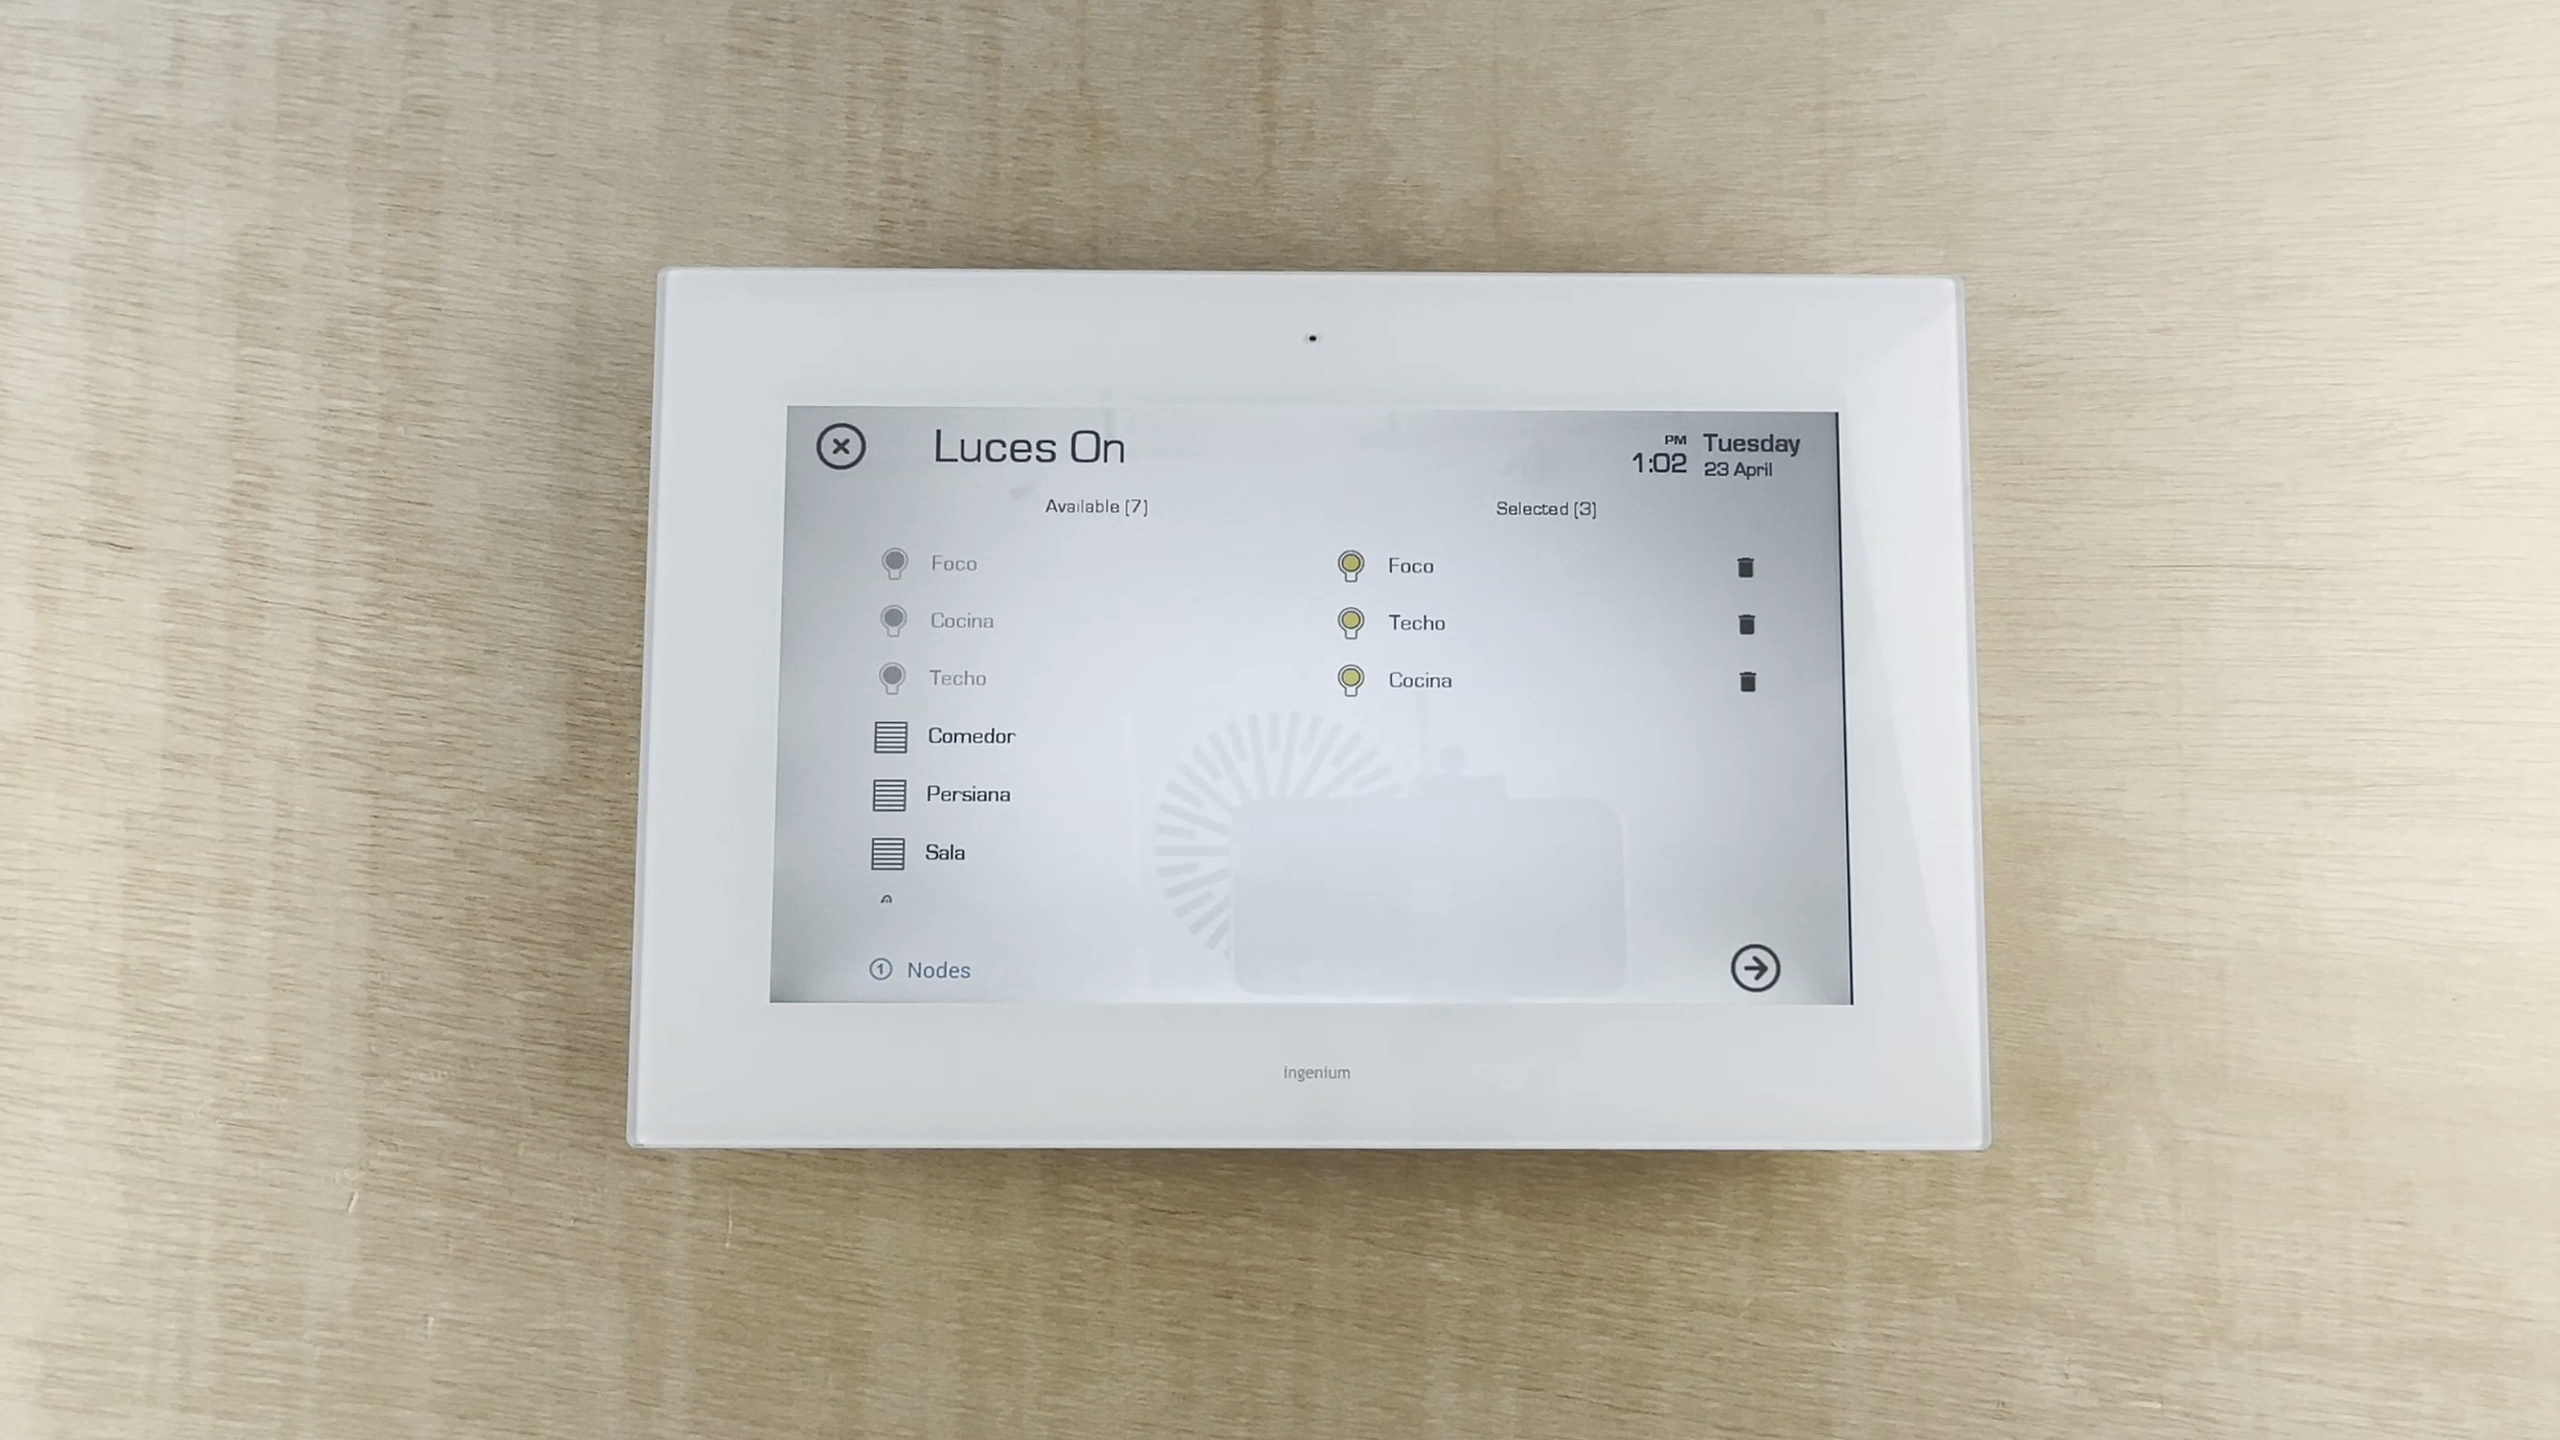 Luces On
PM
1:02
Tuesday
23 April
Available (7)
Selected (3)
Foco
Cocina
Techo
Comedor
Persiana
Sala
Foco
Techo
Cocina
1 Nodes
ingenium